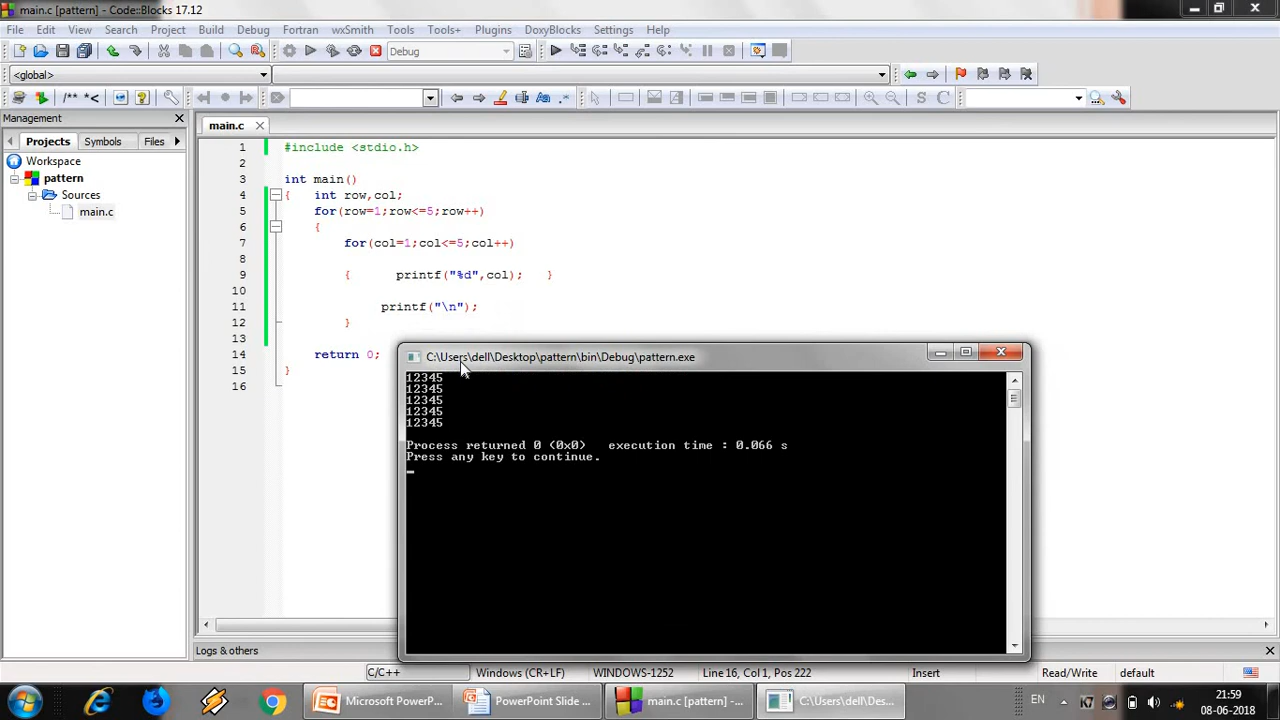 main.c [pattern] - Code::Blocks 17.12
File Edit View Search Project Build Debug Fortran wxSmith Tools Tools+ Plugins DoxyBlocks Settings Help
Debug
<global>
/** *<
S C
Management
main.c
Projects Symbols Files
Workspace
pattern
Sources
main.c
1 #include <stdio.h>
2
3 int main()
4 { int row,col;
5 for(row=1;row<=5;row++)
6 {
7 for(col=1;col<=5;col++)
8
9 { printf("%d",col); }
10
11 printf("\n");
12 }
13
14 return 0;
15 }
16
C:\Users\dell\Desktop\pattern\bin\Debug\pattern.exe
12345
12345
12345
12345
12345
Process returned 0 (0x0) execution time : 0.066 s
Press any key to continue.
Logs & others
C/C++ Windows (CR+LF) WINDOWS-1252 Line 16, Col 1, Pos 222 Insert Read/Write default
Microsoft PowerP... PowerPoint Slide ... main.c [pattern] -... C:\Users\dell\Des... EN 21:59
08-06-2018